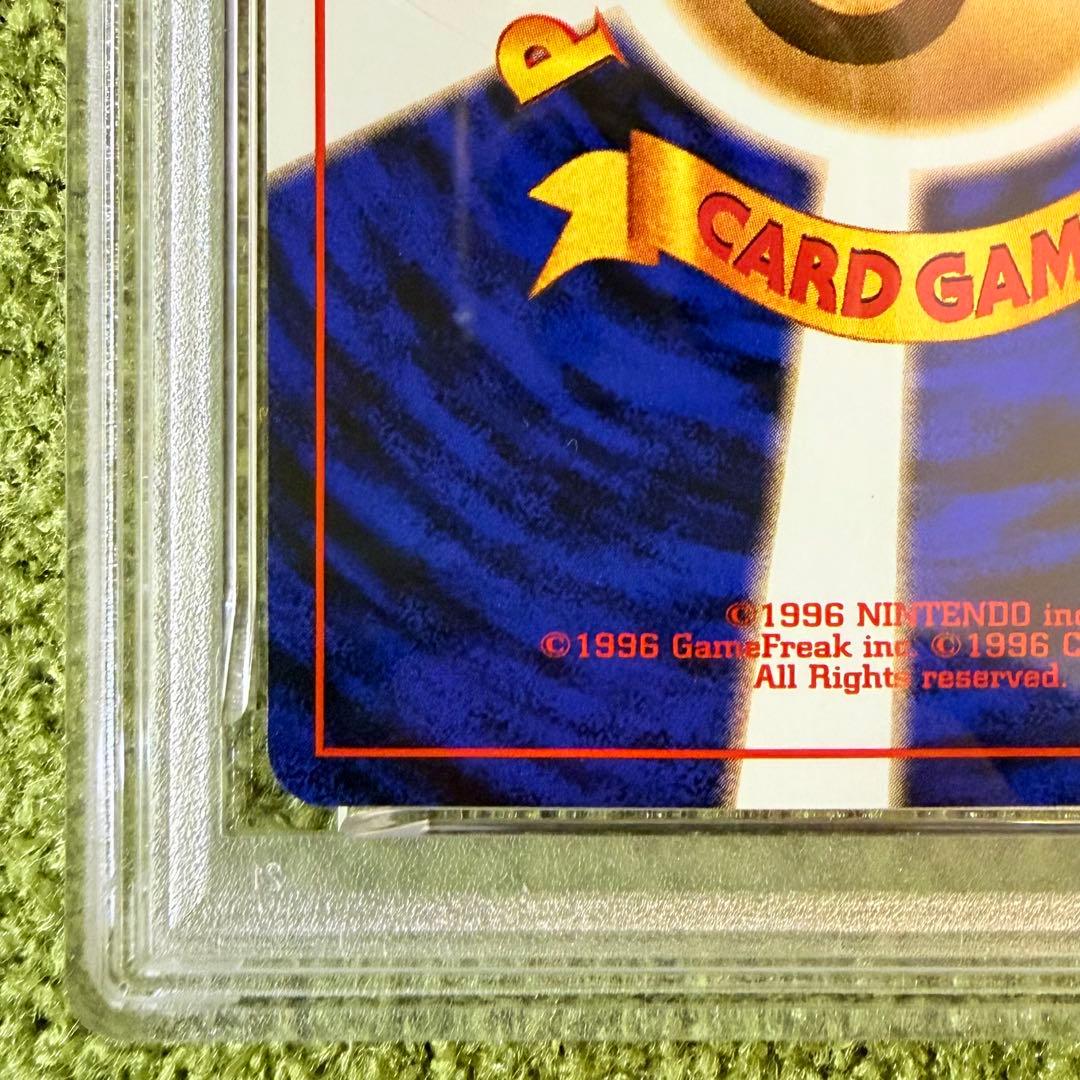 P
CARD GAM
©1996 NINTENDO inc
©1996 GameFreak inc. ©1996 C
All Rights reserved.